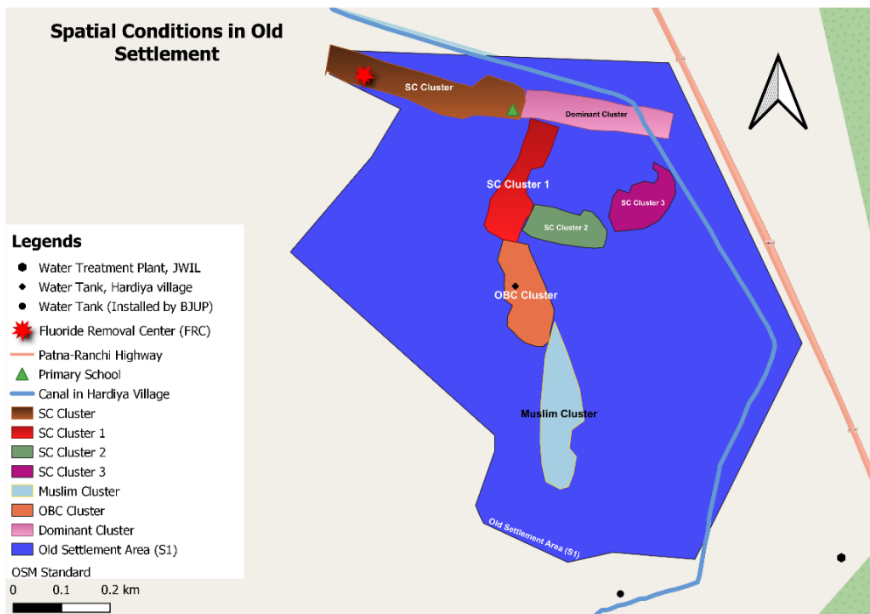 Spatial Conditions in Old
Settlement
SC Cluster
Dominant Cluster
SC Cluster 1
SC Cluster 3
SC Cluster 2
OBC Cluster
Muslim Cluster
Old Settlement Area (S1)
Legends
Water Treatment Plant, JWIL
Water Tank, Hardiya village
Water Tank (Installed by BJUP)
Fluoride Removal Center (FRC)
Patna-Ranchi Highway
Primary School
Canal in Hardiya Village
SC Cluster
SC Cluster 1
SC Cluster 2
SC Cluster 3
Muslim Cluster
OBC Cluster
Dominant Cluster
Old Settlement Area (S1)
OSM Standard
0 0.1 0.2 km